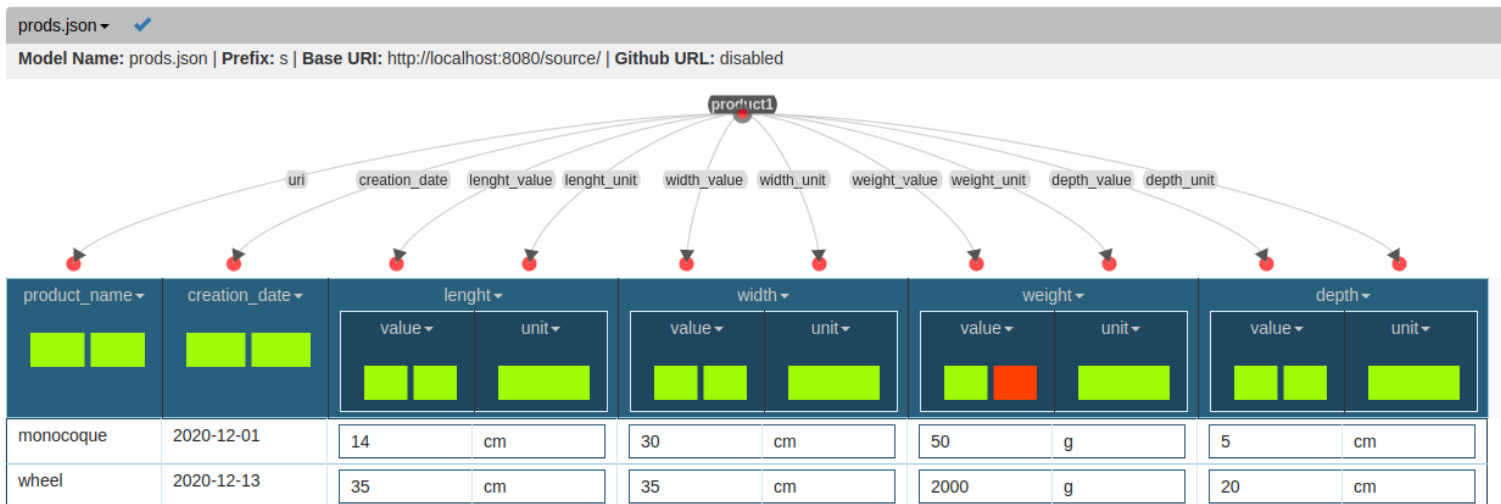 prods.json
Model Name: prods.json | Prefix: s | Base URI: http://localhost:8080/source/ | Github URL: disabled
product1
uri creation_date lenght_value lenght_unit width_value width_unit weight_value weight_unit depth_value depth_unit
product_name creation_date lenght width weight depth
value unit value unit value unit value unit
monocoque 2020-12-01 14 cm 30 cm 50 g 5 cm
wheel 2020-12-13 35 cm 35 cm 2000 g 20 cm